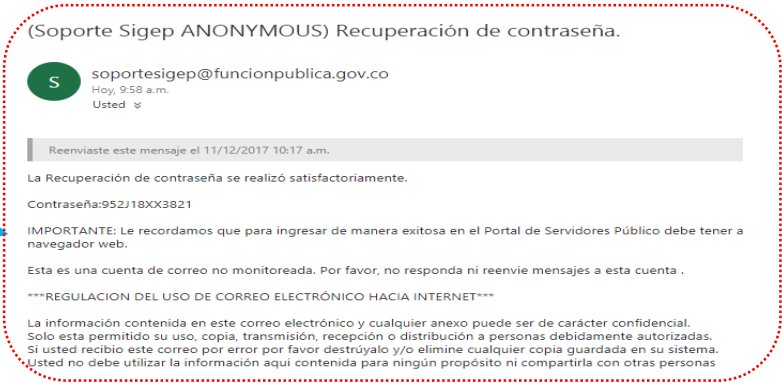 (Soporte Sigep ANONYMOUS) Recuperación de contraseña.
S
soportesigep@funcionpublica.gov.co
Hoy, 9:58 a.m.
Usted
Reenviaste este mensaje el 11/12/2017 10:17 a.m.
La Recuperación de contraseña se realizó satisfactoriamente.
Contraseña:952J18XX3821
IMPORTANTE: Le recordamos que para ingresar de manera exitosa en el Portal de Servidores Público debe tener a
navegador web.
Esta es una cuenta de correo no monitoreada. Por favor, no responda ni reenvie mensajes a esta cuenta .
***REGULACION DEL USO DE CORREO ELECTRÓNICO HACIA INTERNET***
La información contenida en este correo electrónico y cualquier anexo puede ser de carácter confidencial.
Solo esta permitido su uso, copia, transmisión, recepción o distribución a personas debidamente autorizadas.
Si usted recibio este correo por error por favor destrúyalo y/o elimine cualquier copia guardada en su sistema.
Usted no debe utilizar la información aqui contenida para ningún propósito ni compartirla con otras personas